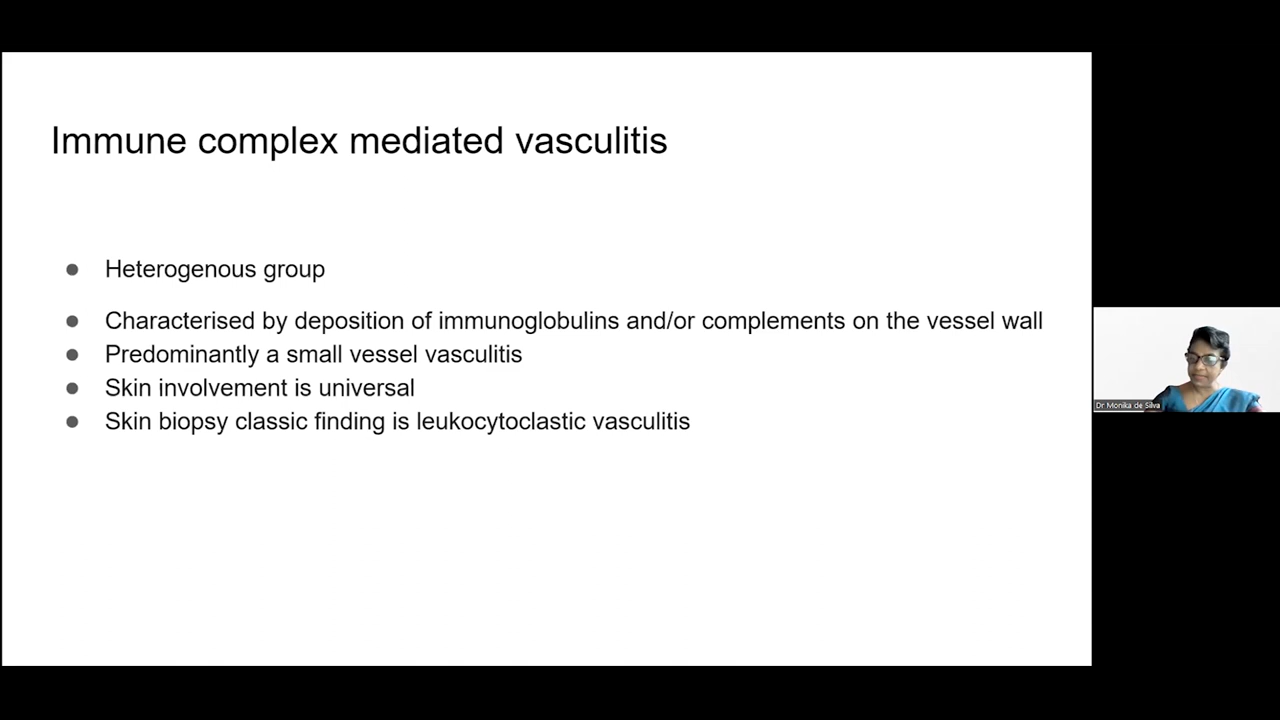 Immune complex mediated vasculitis
● Heterogenous group
● Characterised by deposition of immunoglobulins and/or complements on the vessel wall
● Predominantly a small vessel vasculitis
● Skin involvement is universal
● Skin biopsy classic finding is leukocytoclastic vasculitis
Dr Monika de Silva